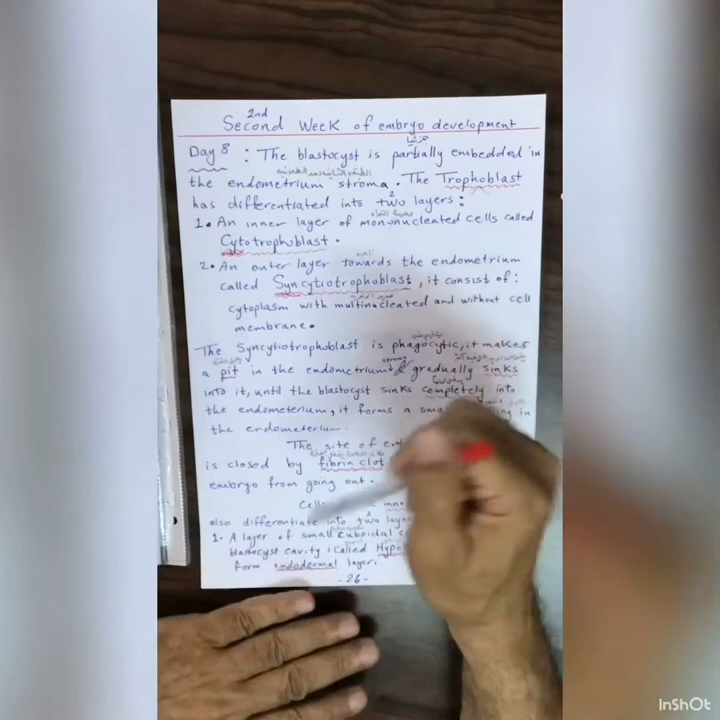 2nd
Second Week of embryo development
جزئيا
Day 8 : The blastocyst is partially embedded in
the endometrium stroma. The Trophoblast
2
has differentiated into two layers :
1. An inner layer of mononucleated cells called
Cytotrophoblast.
2. An outer layer towards the endometrium
called Syncytiotrophoblast, it consist of :
cytoplasm with multinucleated and without cell
membrane.
The Syncytiotrophoblast is phagocytic, it makes
stroma
a pit in the endometrium & gradually sinks
into it, until the blastocyst sinks completely into
the endometerium, it forms a in
the endometerium.
The site of
is closed by fibrin clot
embryo from going out.
2
also differentiate into two
1. A layer of small cuboidal
blastocyst cavity, called
form endodermal layer.
-26-
InShOt